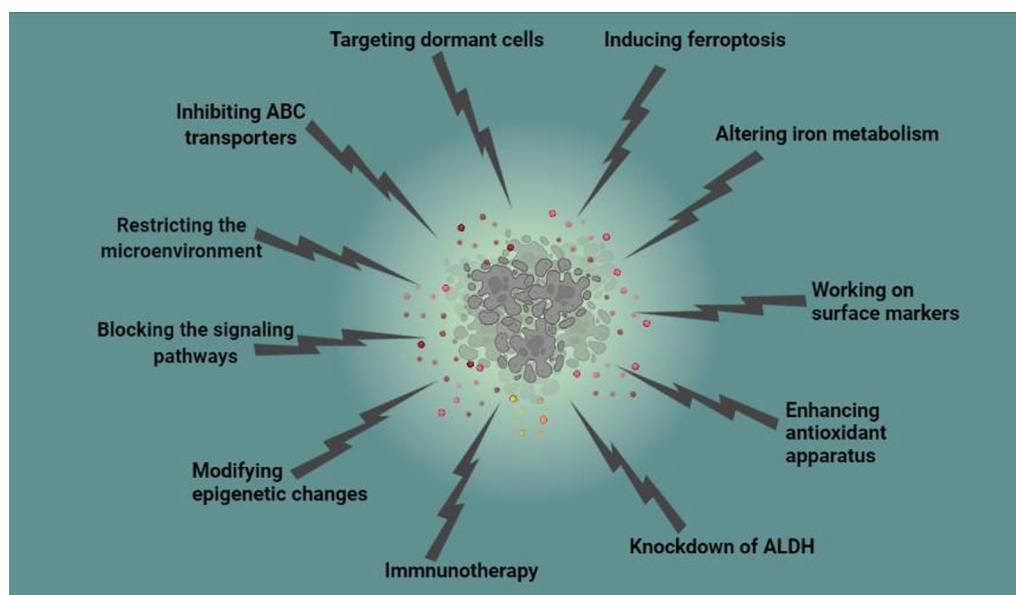 Targeting dormant cells
Inducing ferroptosis
Inhibiting ABC
transporters
Altering iron metabolism
Restricting the
microenvironment
Working on
surface markers
Blocking the signaling
pathways
Enhancing
antioxidant
apparatus
Modifying
epigenetic changes
Knockdown of ALDH
Immnunotherapy